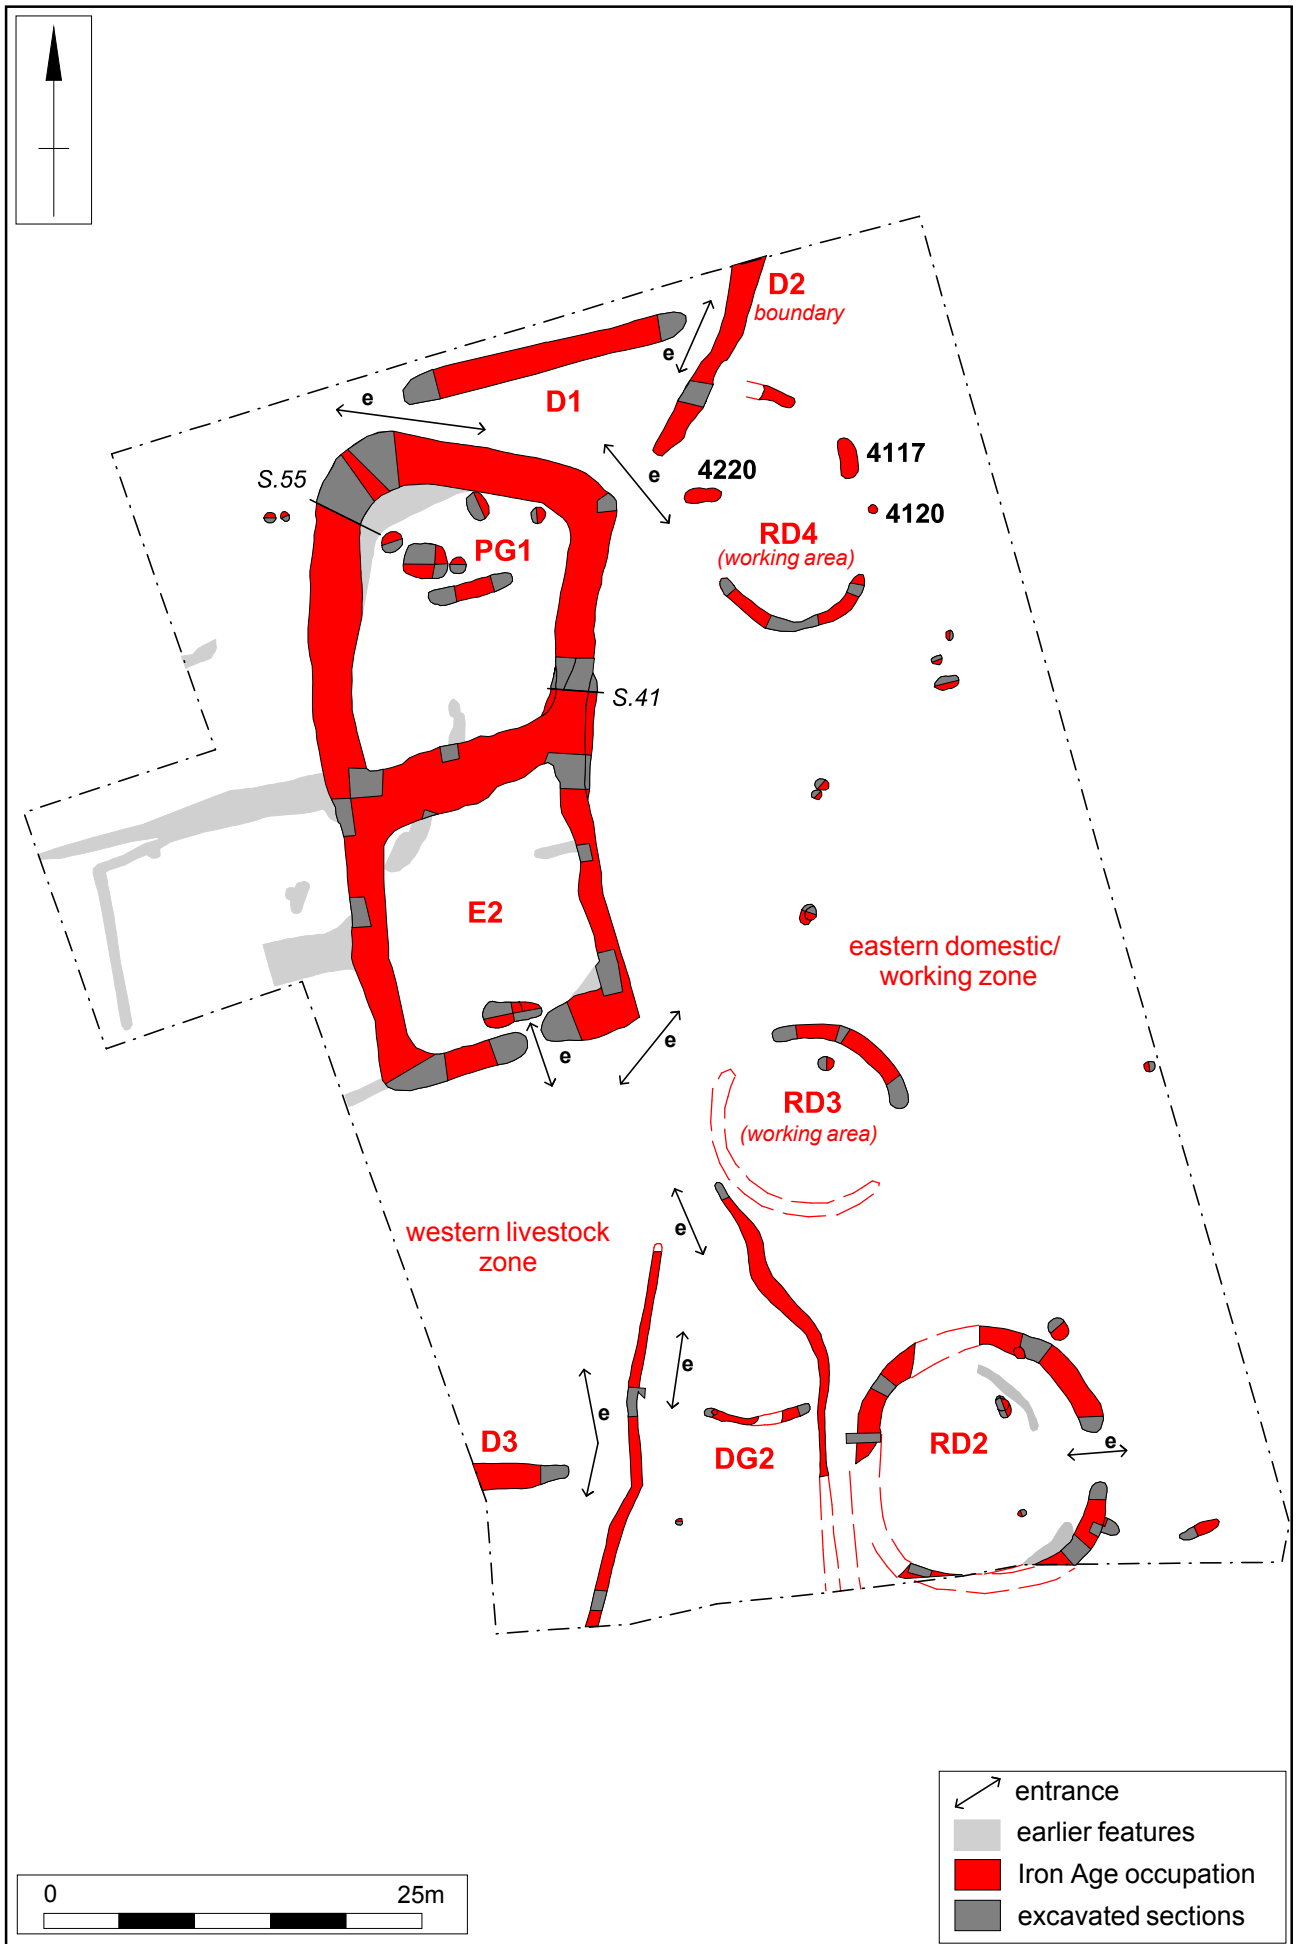 D2
boundary
e
e
D1
S.55
e
4220
4117
4120
PG1
RD4
(working area)
S.41
E2
eastern domestic/
working zone
e
e
RD3
(working area)
e
western livestock
zone
e
e
D3
DG2
RD2
e
entrance
earlier features
Iron Age occupation
excavated sections
0 25m